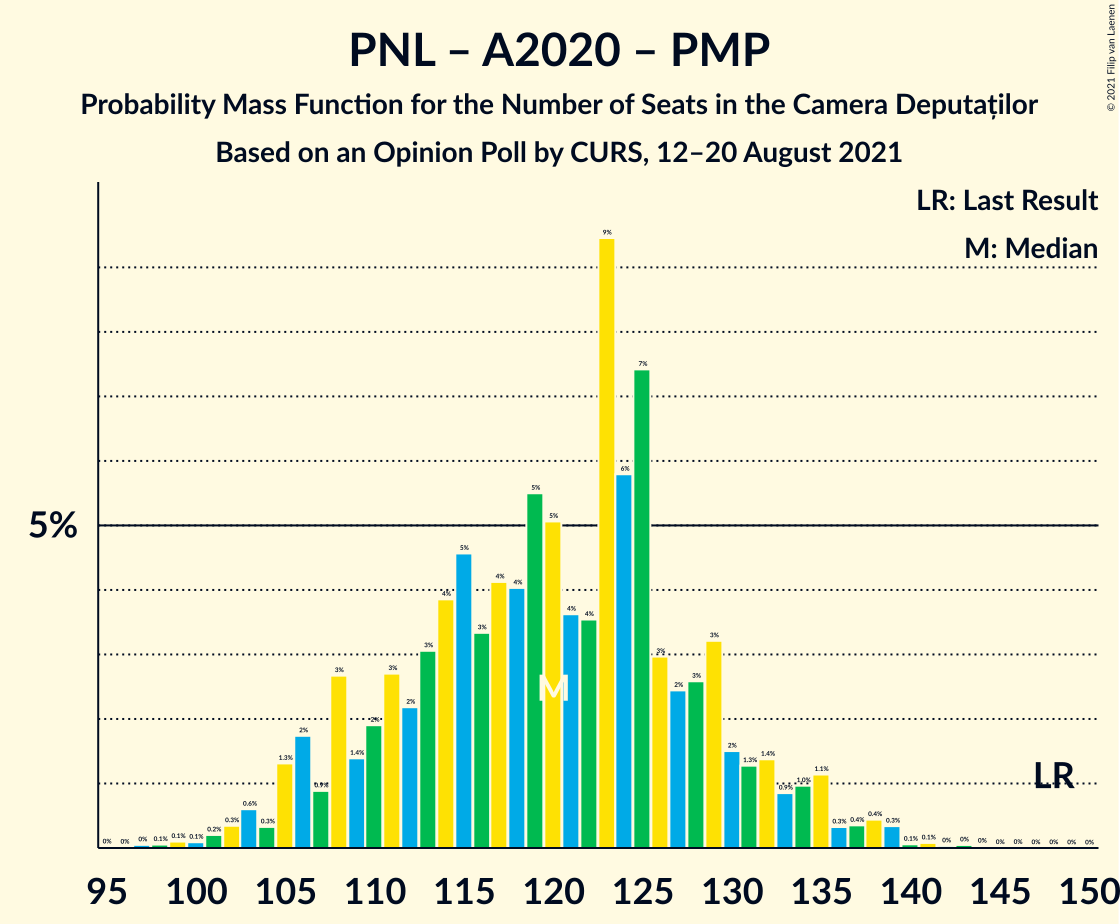 PNL – A2020 – PMP
Probability Mass Function for the Number of Seats in the Camera Deputaților
Based on an Opinion Poll by CURS, 12–20 August 2021
© 2021 Filip van Laenen
LR: Last Result
M: Median
5%
0% 0% 0% 0.1% 0.1% 0.1% 0.2% 0.3% 0.6% 0.3% 1.3% 2% 0.9% 3% 1.4% 2% 3% 2% 3% 4% 5% 3% 4% 4% 5% 5% 4% 4% 9% 6% 7% 3% 2% 3% 3% 2% 1.3% 1.4% 0.9% 1.0% 1.1% 0.3% 0.4% 0.4% 0.3% 0.1% 0.1% 0% 0% 0% 0% 0% 0% 0% 0% 0%
M
LR
95 100 105 110 115 120 125 130 135 140 145 150